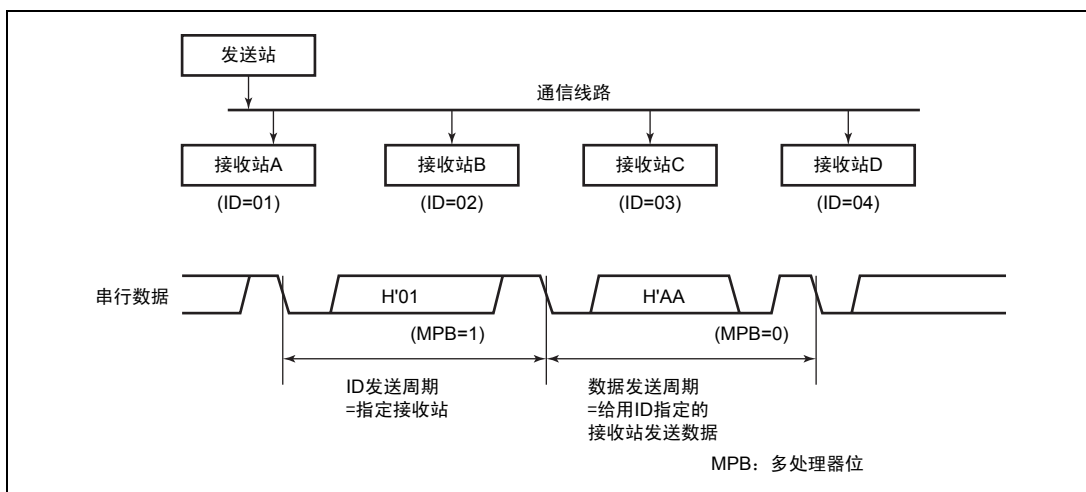 发送站
通信线路
接收站A
接收站B
接收站C
接收站D
(ID=01)
(ID=02)
(ID=03)
(ID=04)
串行数据
H'01
H'AA
(MPB=1)
(MPB=0)
ID发送周期
=指定接收站
数据发送周期
=给用ID指定的
接收站发送数据
MPB：多处理器位